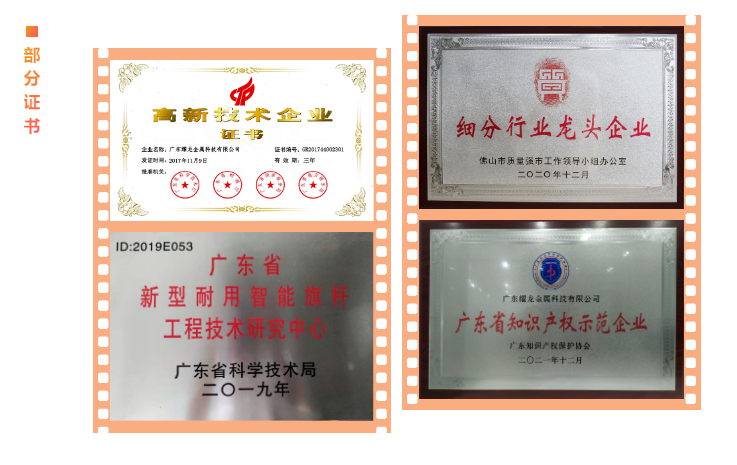 部分证书
高新技术企业
证书
企业名称：广东耀龙金属科技有限公司
证书编号：GR201744002301
发证时间：2017年11月9日
有 效 期：三年
批准机关：
ID:2019E053
广东省
新型耐用智能旗杆
工程技术研究中心
广东省科学技术局
二〇一九年
细分行业龙头企业
佛山市质量强市工作领导小组办公室
二〇二〇年十二月
广东耀龙金属科技有限公司
广东省知识产权示范企业
广东知识产权保护协会
二〇二一年十二月